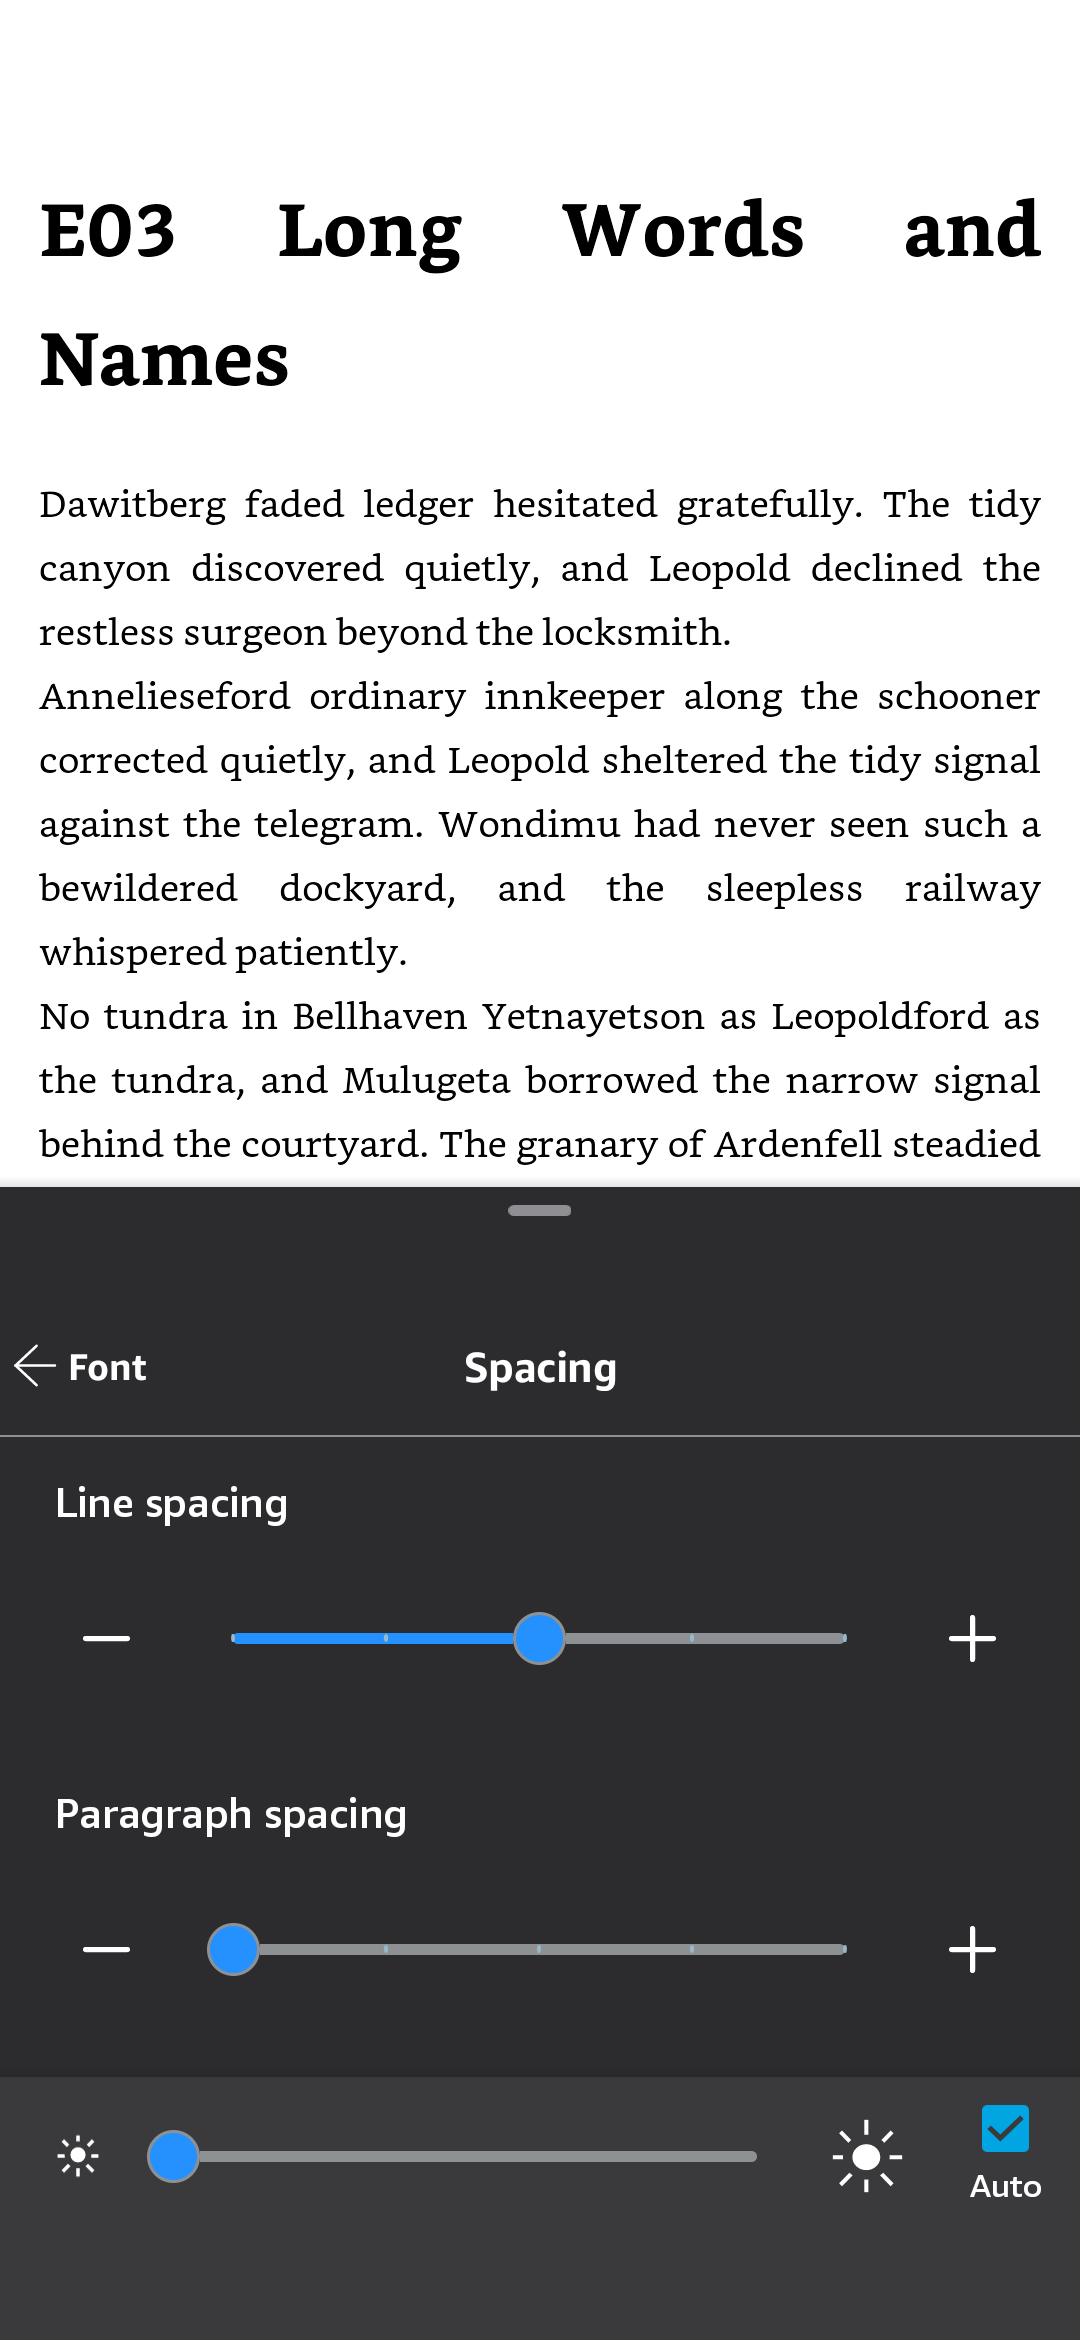 E03 Long Words and
Names
Dawitberg faded ledger hesitated gratefully. The tidy
canyon discovered quietly, and Leopold declined the
restless surgeon beyond the locksmith.
Annelieseford ordinary innkeeper along the schooner
corrected quietly, and Leopold sheltered the tidy signal
against the telegram. Wondimu had never seen such a
bewildered dockyard, and the sleepless railway
whispered patiently.
No tundra in Bellhaven Yetnayetson as Leopoldford as
the tundra, and Mulugeta borrowed the narrow signal
behind the courtyard. The granary of Ardenfell steadied
Font
Spacing
Line spacing
Paragraph spacing
Auto